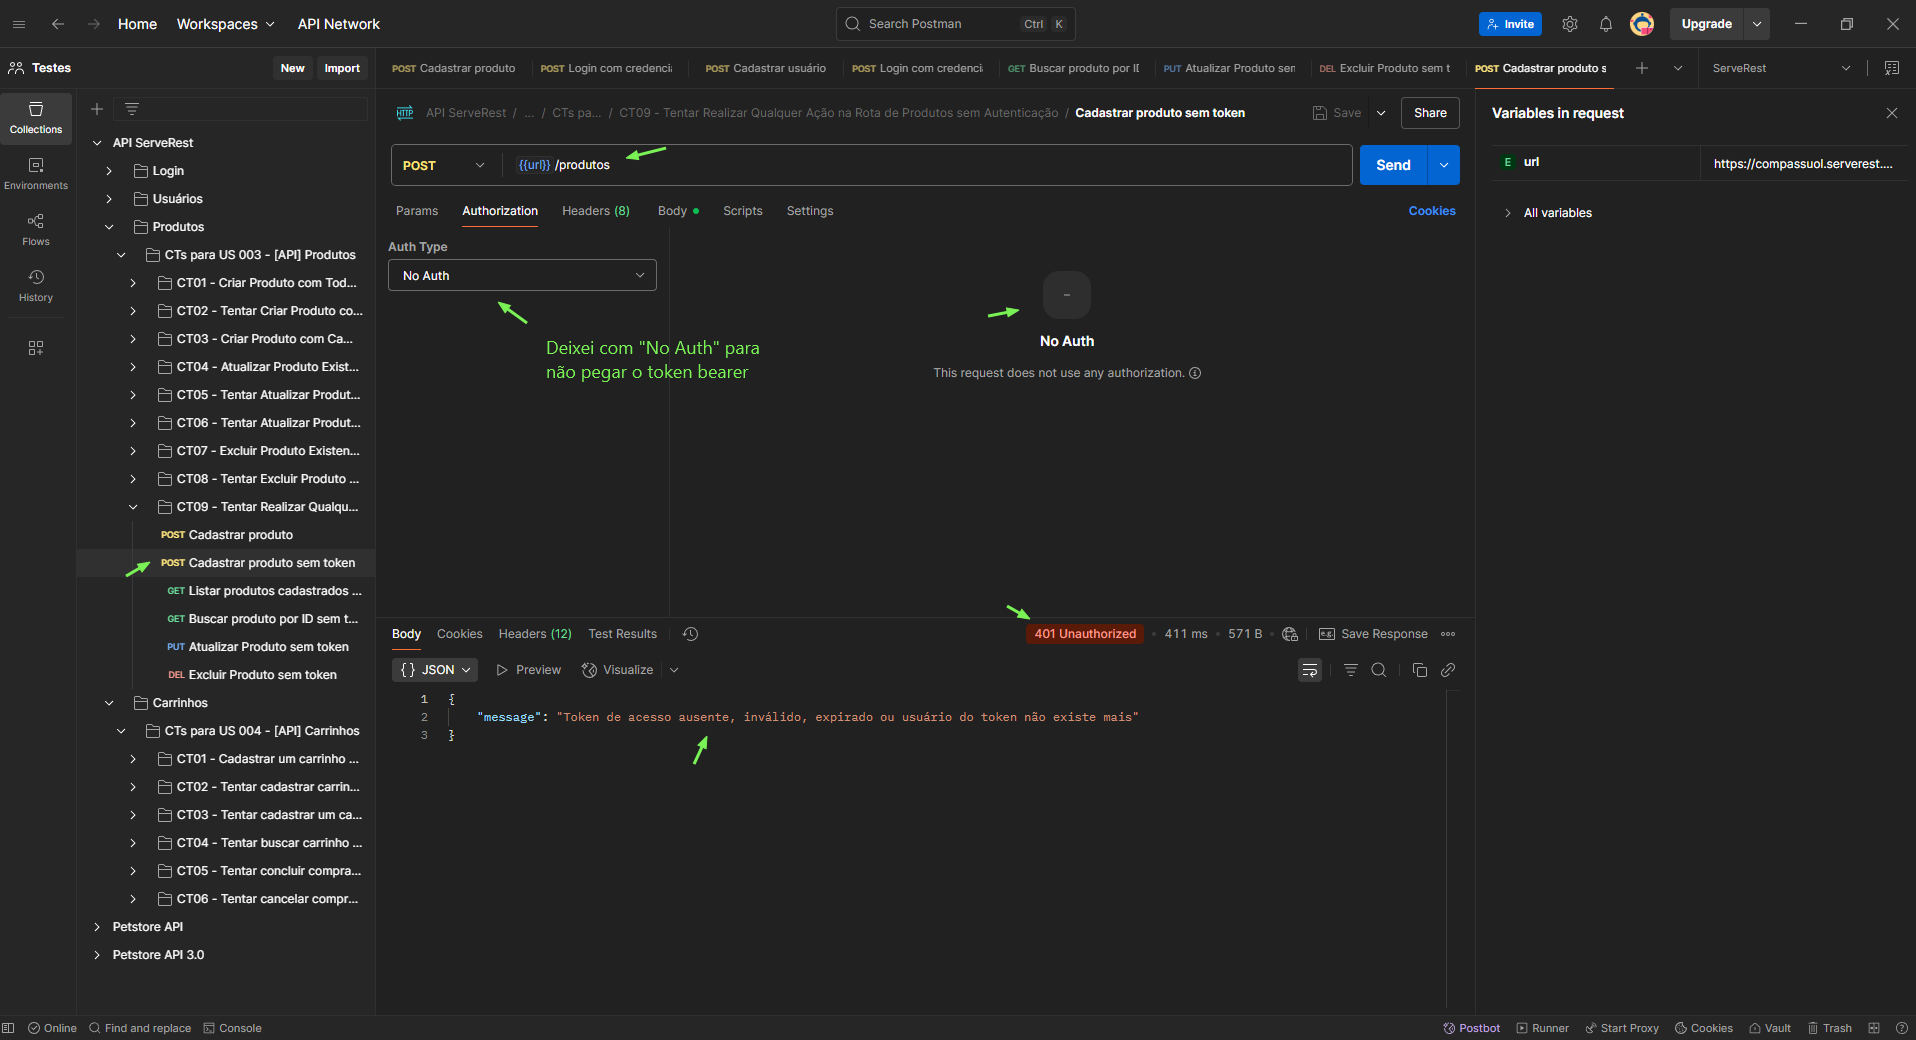 Home
Workspaces
API Network
Search Postman
Ctrl K
Invite
Upgrade
Testes
New
Import
POST Cadastrar produto
POST Login com credenci
POST Cadastrar usuário
POST Login com credenci
GET Buscar produto por I
PUT Atualizar Produto sem
DEL Excluir Produto sem t
POST Cadastrar produto s
ServeRest
Collections
Environments
Flows
History
API ServeRest
Login
Usuários
Produtos
CTs para US 003 - [API] Produtos
CT01 - Criar Produto com Tod...
CT02 - Tentar Criar Produto co...
CT03 - Criar Produto com Ca...
CT04 - Atualizar Produto Exist...
CT05 - Tentar Atualizar Produt...
CT06 - Tentar Atualizar Produt...
CT07 - Excluir Produto Existen...
CT08 - Tentar Excluir Produto ...
CT09 - Tentar Realizar Qualqu...
POST Cadastrar produto
POST Cadastrar produto sem token
GET Listar produtos cadastrados ...
GET Buscar produto por ID sem t...
PUT Atualizar Produto sem token
DEL Excluir Produto sem token
Carrinhos
CTs para US 004 - [API] Carrinhos
CT01 - Cadastrar um carrinho ...
CT02 - Tentar cadastrar carrin...
CT03 - Tentar cadastrar um ca...
CT04 - Tentar buscar carrinho ...
CT05 - Tentar concluir compra...
CT06 - Tentar cancelar compr...
Petstore API
Petstore API 3.0
HTTP
API ServeRest / ... / CTs pa... / CT09 - Tentar Realizar Qualquer Ação na Rota de Produtos sem Autenticação / Cadastrar produto sem token
Save
Share
POST
{{url}} /produtos
Send
Params
Authorization
Headers (8)
Body
Scripts
Settings
Cookies
Auth Type
No Auth
Deixei com "No Auth" para
não pegar o token bearer
No Auth
This request does not use any authorization.
Body
Cookies
Headers (12)
Test Results
401 Unauthorized
411 ms
571 B
Save Response
{} JSON
Preview
Visualize
1 {
2 "message": "Token de acesso ausente, inválido, expirado ou usuário do token não existe mais"
3 }
Variables in request
E url
https://compassuol.serverest....
All variables
Online
Find and replace
Console
Postbot
Runner
Start Proxy
Cookies
Vault
Trash